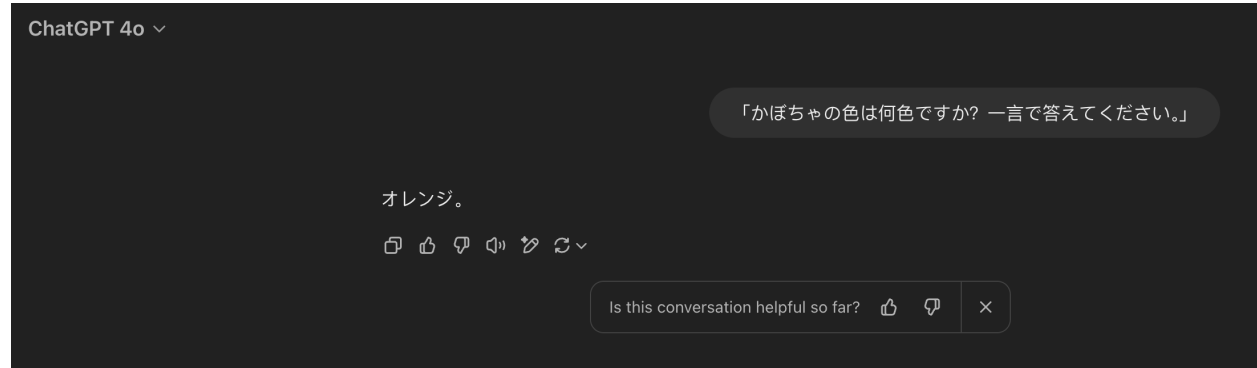 ChatGPT 4o
「かぼちゃの色は何色ですか? 一言で答えてください。」
オレンジ。
Is this conversation helpful so far?